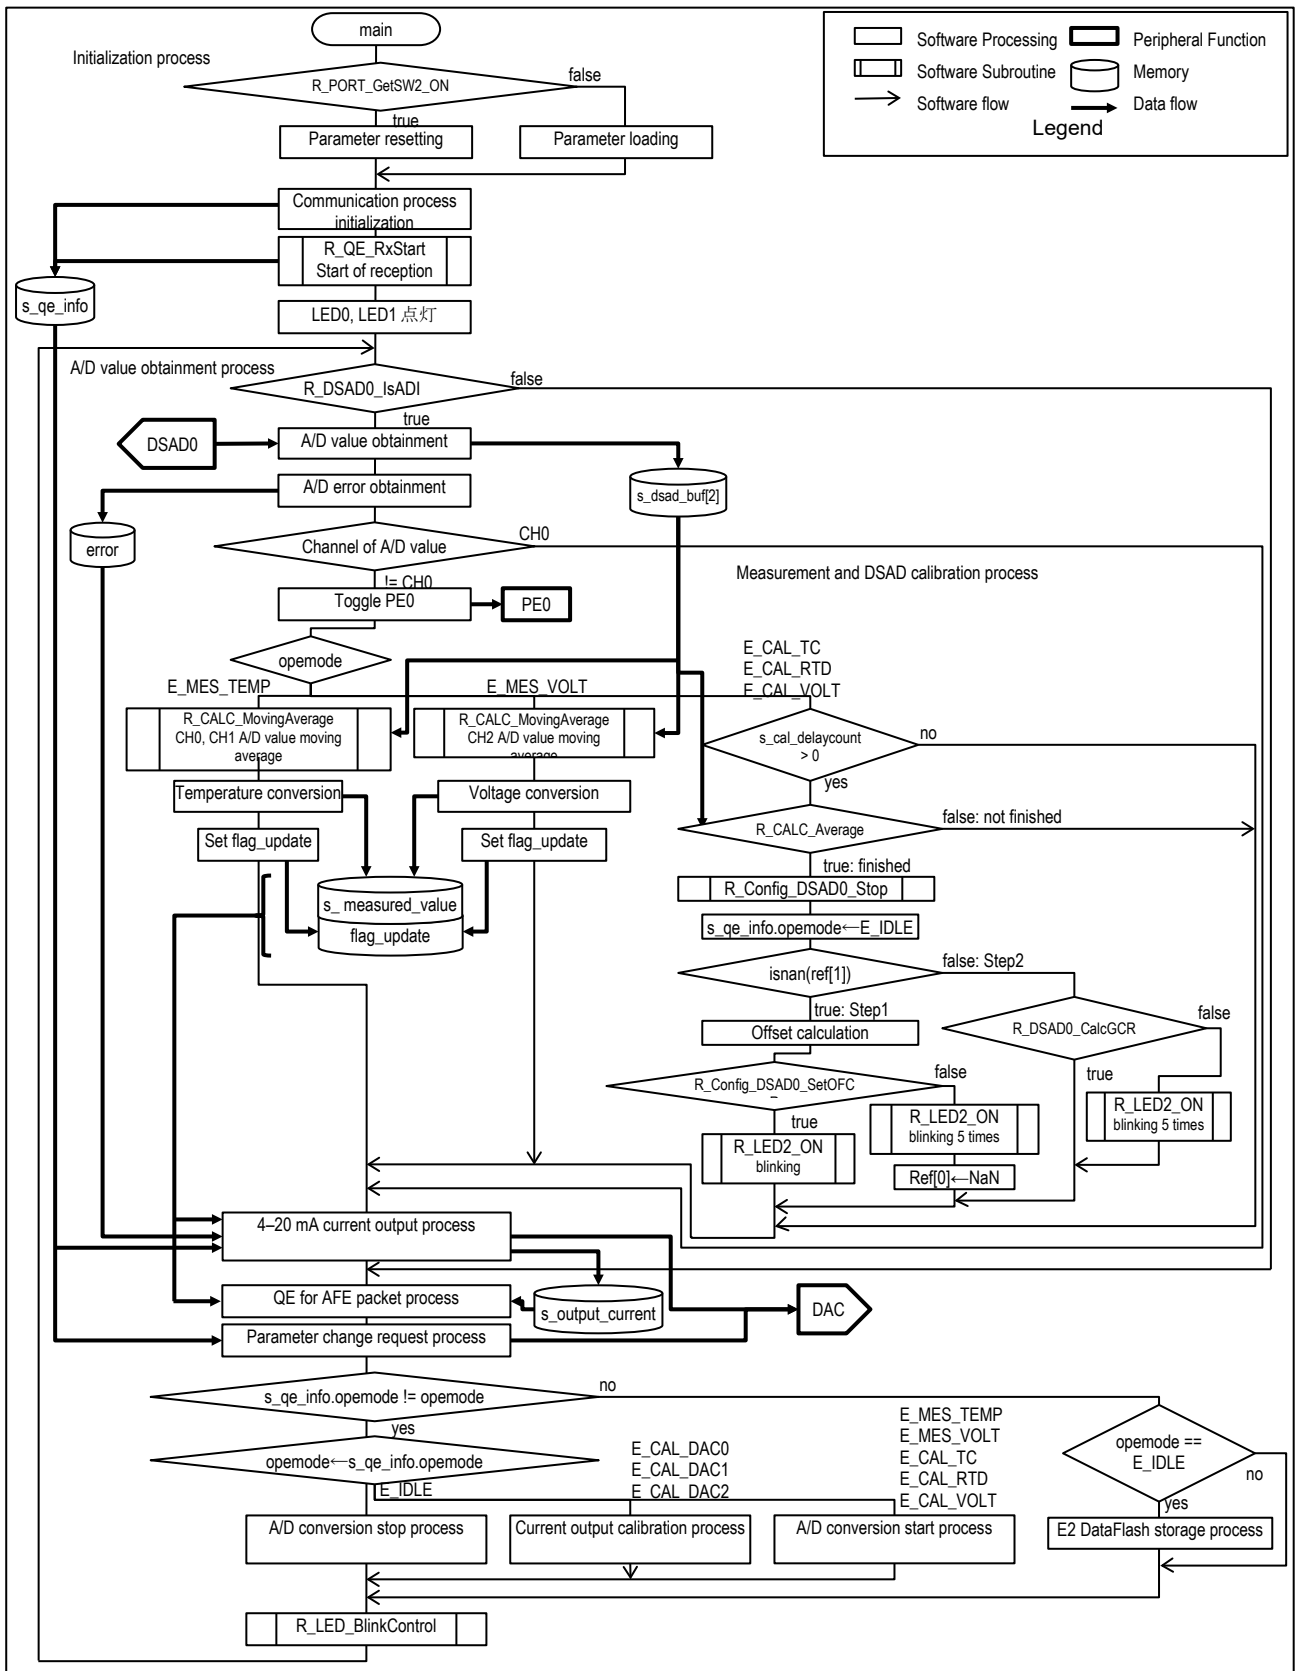 main
Initialization process
R_PORT_GetSW2_ON
false
true
Parameter resetting
Parameter loading
Software Processing
Peripheral Function
Software Subroutine
Memory
Software flow
Data flow
Legend
Communication process
initialization
R_QE_RxStart
Start of reception
s_qe_info
LED0, LED1 点灯
A/D value obtainment process
R_DSAD0_IsADI
false
true
DSAD0
A/D value obtainment
A/D error obtainment
s_dsad_buf[2]
error
Channel of A/D value
CH0
!= CH0
Measurement and DSAD calibration process
Toggle PE0
PE0
opemode
E_MES_TEMP
E_MES_VOLT
E_CAL_TC
E_CAL_RTD
E_CAL_VOLT
R_CALC_MovingAverage
CH0, CH1 A/D value moving
average
R_CALC_MovingAverage
CH2 A/D value moving
average
s_cal_delaycount
> 0
no
yes
Temperature conversion
Voltage conversion
R_CALC_Average
false: not finished
true: finished
Set flag_update
Set flag_update
s_ measured_value
flag_update
R_Config_DSAD0_Stop
s_qe_info.opemode←E_IDLE
isnan(ref[1])
false: Step2
true: Step1
Offset calculation
R_DSAD0_CalcGCR
false
true
R_Config_DSAD0_SetOFC
false
true
R_LED2_ON
blinking 5 times
R_LED2_ON
blinking 5 times
R_LED2_ON
blinking
Ref[0]←NaN
4–20 mA current output process
QE for AFE packet process
s_output_current
DAC
Parameter change request process
s_qe_info.opemode != opemode
no
yes
opemode←s_qe_info.opemode
E_IDLE
E_CAL_DAC0
E_CAL_DAC1
E_CAL_DAC2
E_MES_TEMP
E_MES_VOLT
E_CAL_TC
E_CAL_RTD
E_CAL_VOLT
opemode ==
E_IDLE
no
yes
A/D conversion stop process
Current output calibration process
A/D conversion start process
E2 DataFlash storage process
R_LED_BlinkControl